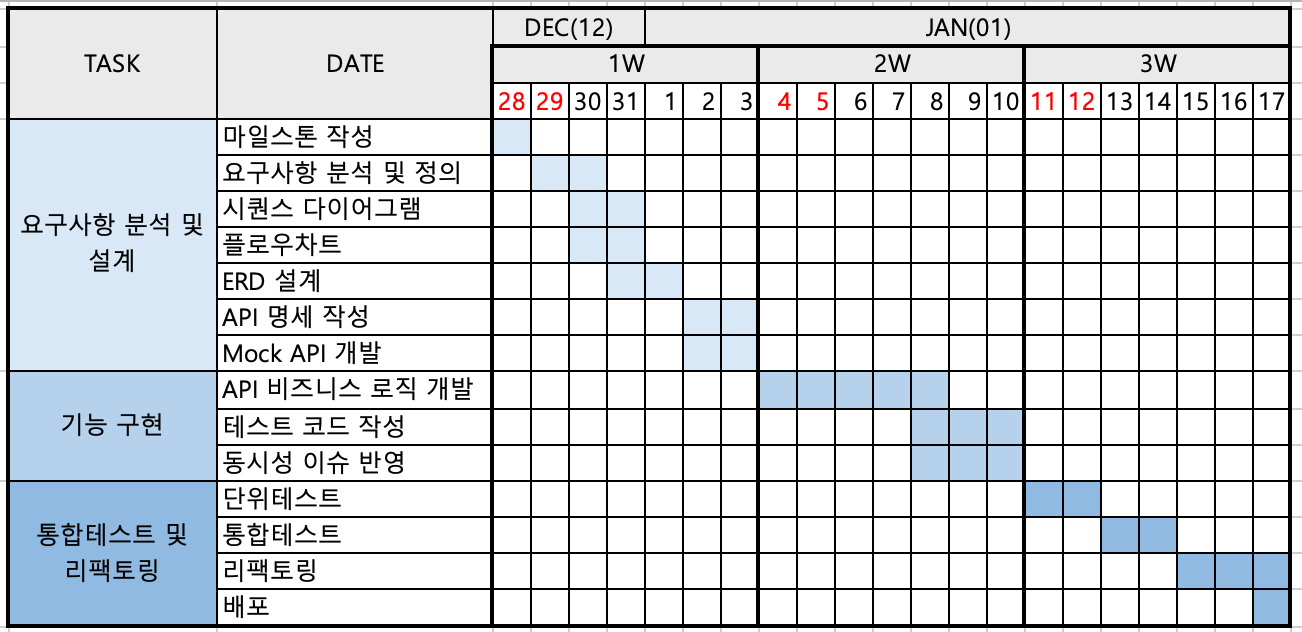 TASK DATE DEC(12) JAN(01)
1W 2W 3W
28 29 30 31 1 2 3 4 5 6 7 8 9 10 11 12 13 14 15 16 17
요구사항 분석 및
설계
마일스톤 작성
요구사항 분석 및 정의
시퀀스 다이어그램
플로우차트
ERD 설계
API 명세 작성
Mock API 개발
기능 구현
API 비즈니스 로직 개발
테스트 코드 작성
동시성 이슈 반영
통합테스트 및
리팩토링
단위테스트
통합테스트
리팩토링
배포